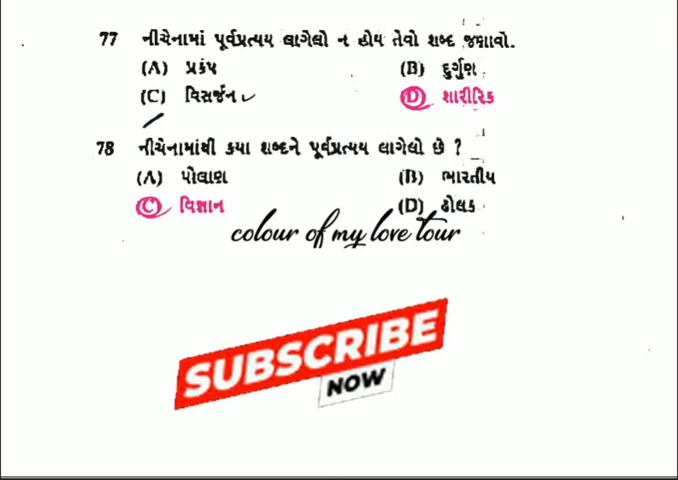 77 નીચેનામાં પૂર્વપ્રત્યય લાગેલો ન હોય તેવો શબ્દ જણાવો.
(A) પ્રકંપ (B) દુર્ગુણ
(C) વિસર્જન (D) શારીરિક
78 નીચેનામાંથી કયા શબ્દને પૂર્વપ્રત્યય લાગેલો છે ?
(A) પોલાણ (B) ભારતીય
(C) વિજ્ઞાન (D) ઢોલક
colour of my love tour
SUBSCRIBE
NOW